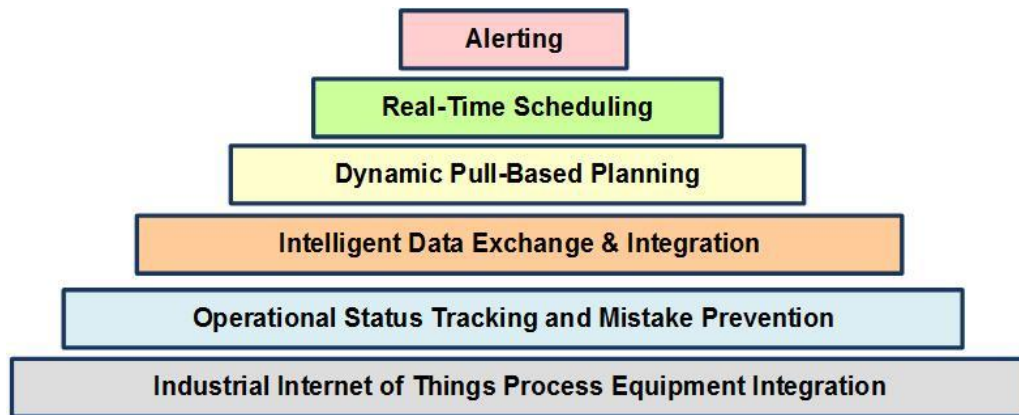 Alerting
Real-Time Scheduling
Dynamic Pull-Based Planning
Intelligent Data Exchange & Integration
Operational Status Tracking and Mistake Prevention
Industrial Internet of Things Process Equipment Integration